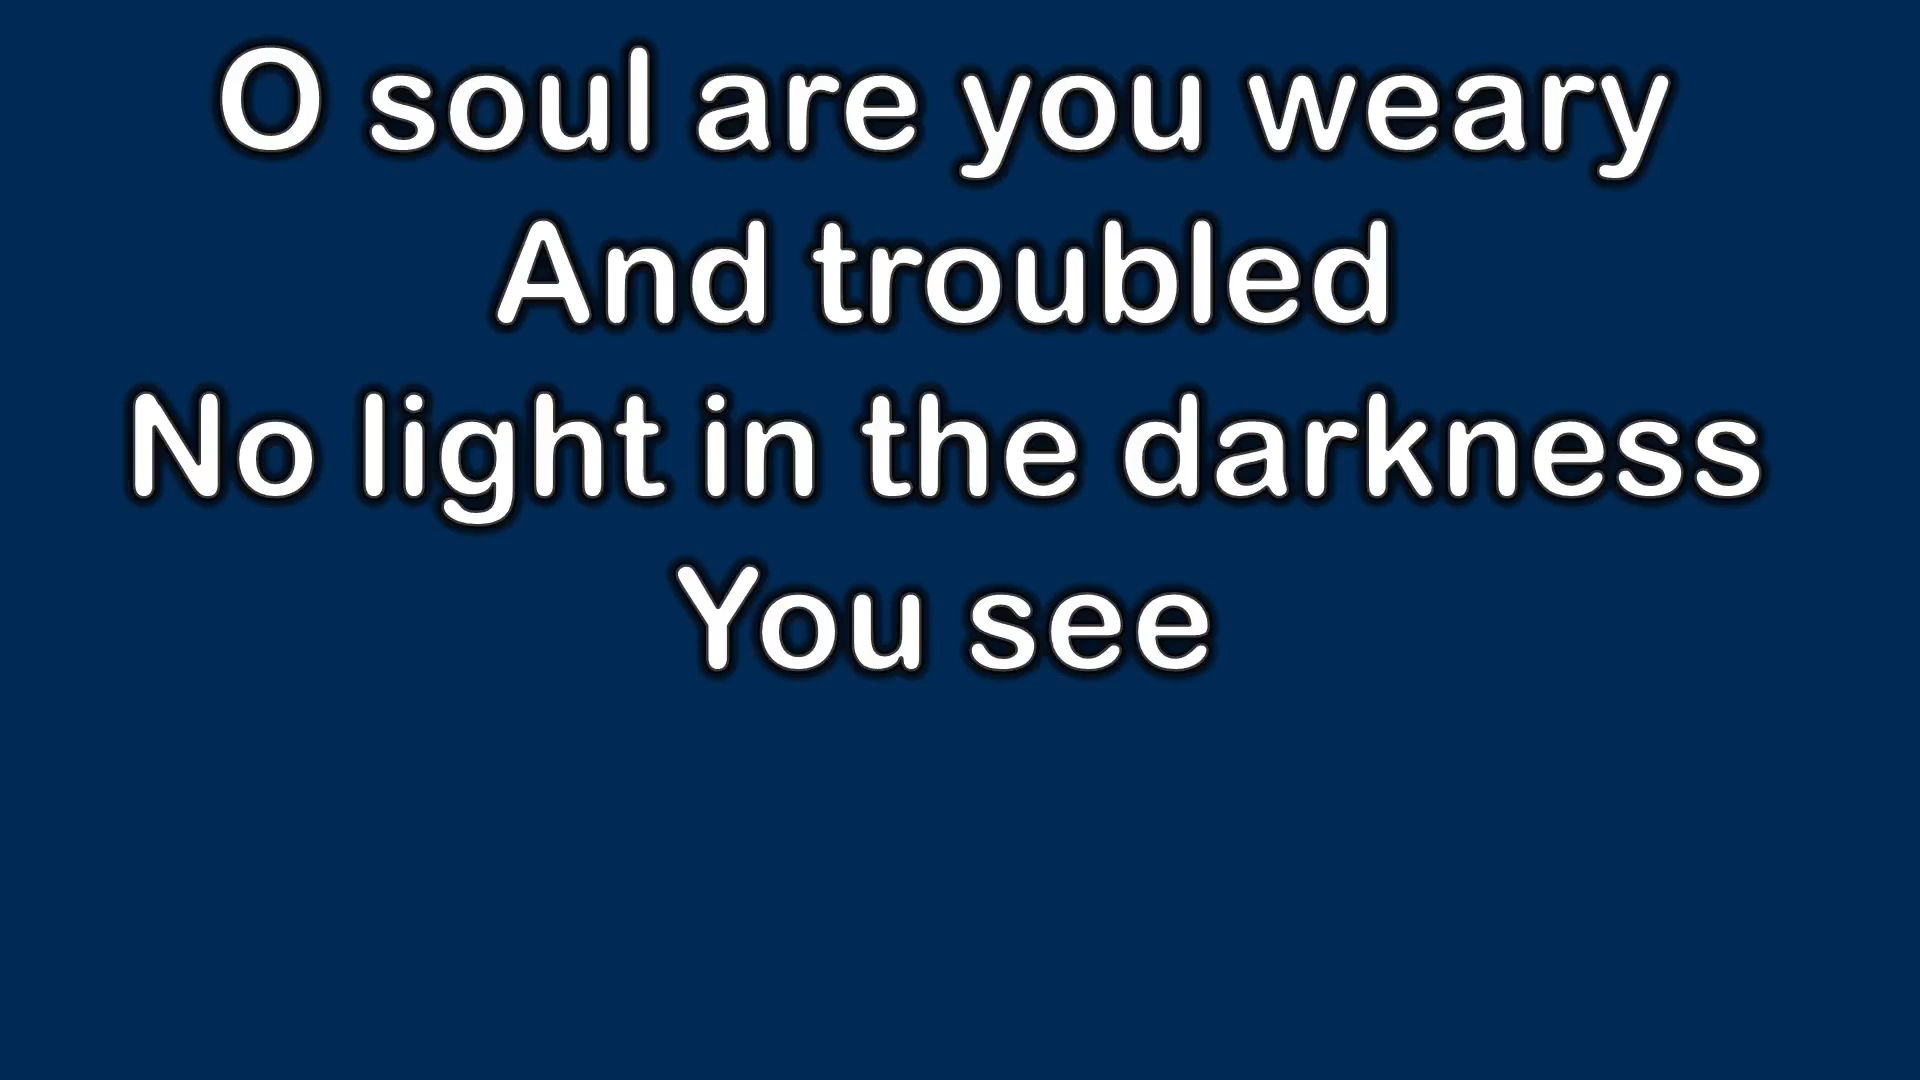 O soul are you weary
And troubled
No light in the darkness
You see